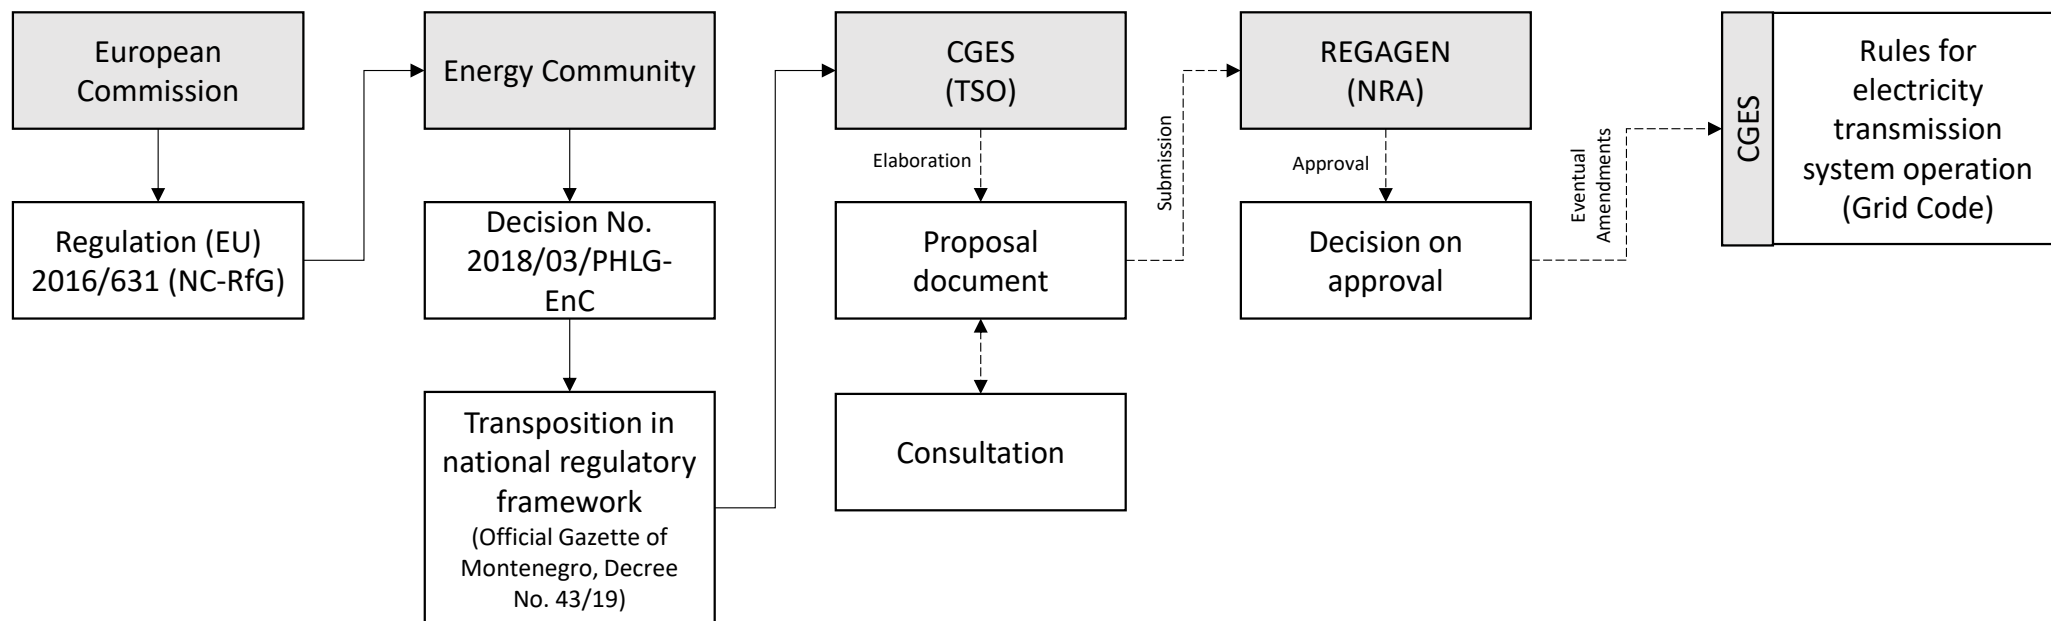 European
Commission
Regulation (EU)
2016/631 (NC-RfG)
Energy Community
Decision No.
2018/03/PHLG-
EnC
Transposition in
national regulatory
framework
(Official Gazette of
Montenegro, Decree
No. 43/19)
CGES
(TSO)
Elaboration
Proposal
document
Consultation
Submission
REGAGEN
(NRA)
Approval
Decision on
approval
Eventual
Amendments
CGES
Rules for
electricity
transmission
system operation
(Grid Code)